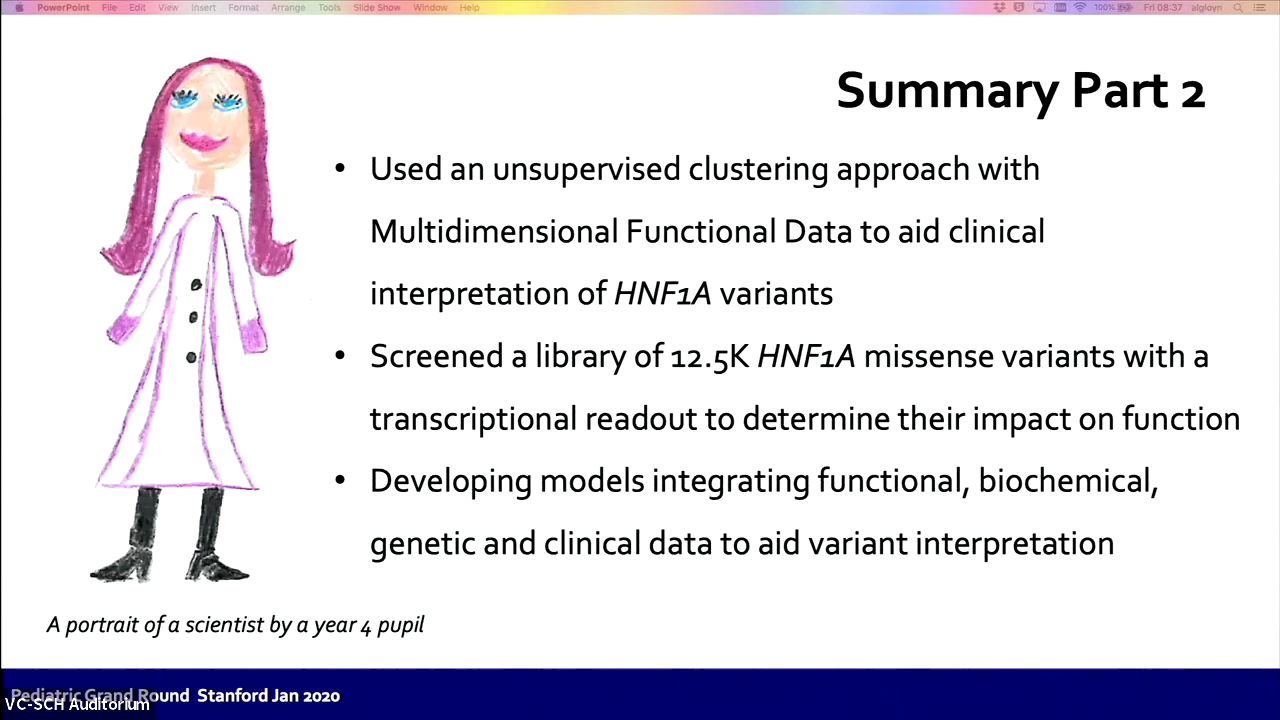 PowerPoint File Edit View Insert Format Arrange Tools Slide Show Window Help 100% Fri 08:37 algloyn
Summary Part 2
• Used an unsupervised clustering approach with
Multidimensional Functional Data to aid clinical
interpretation of HNF1A variants
• Screened a library of 12.5K HNF1A missense variants with a
transcriptional readout to determine their impact on function
• Developing models integrating functional, biochemical,
genetic and clinical data to aid variant interpretation
A portrait of a scientist by a year 4 pupil
Pediatric Grand Round Stanford Jan 2020
VC-SCH Auditorium